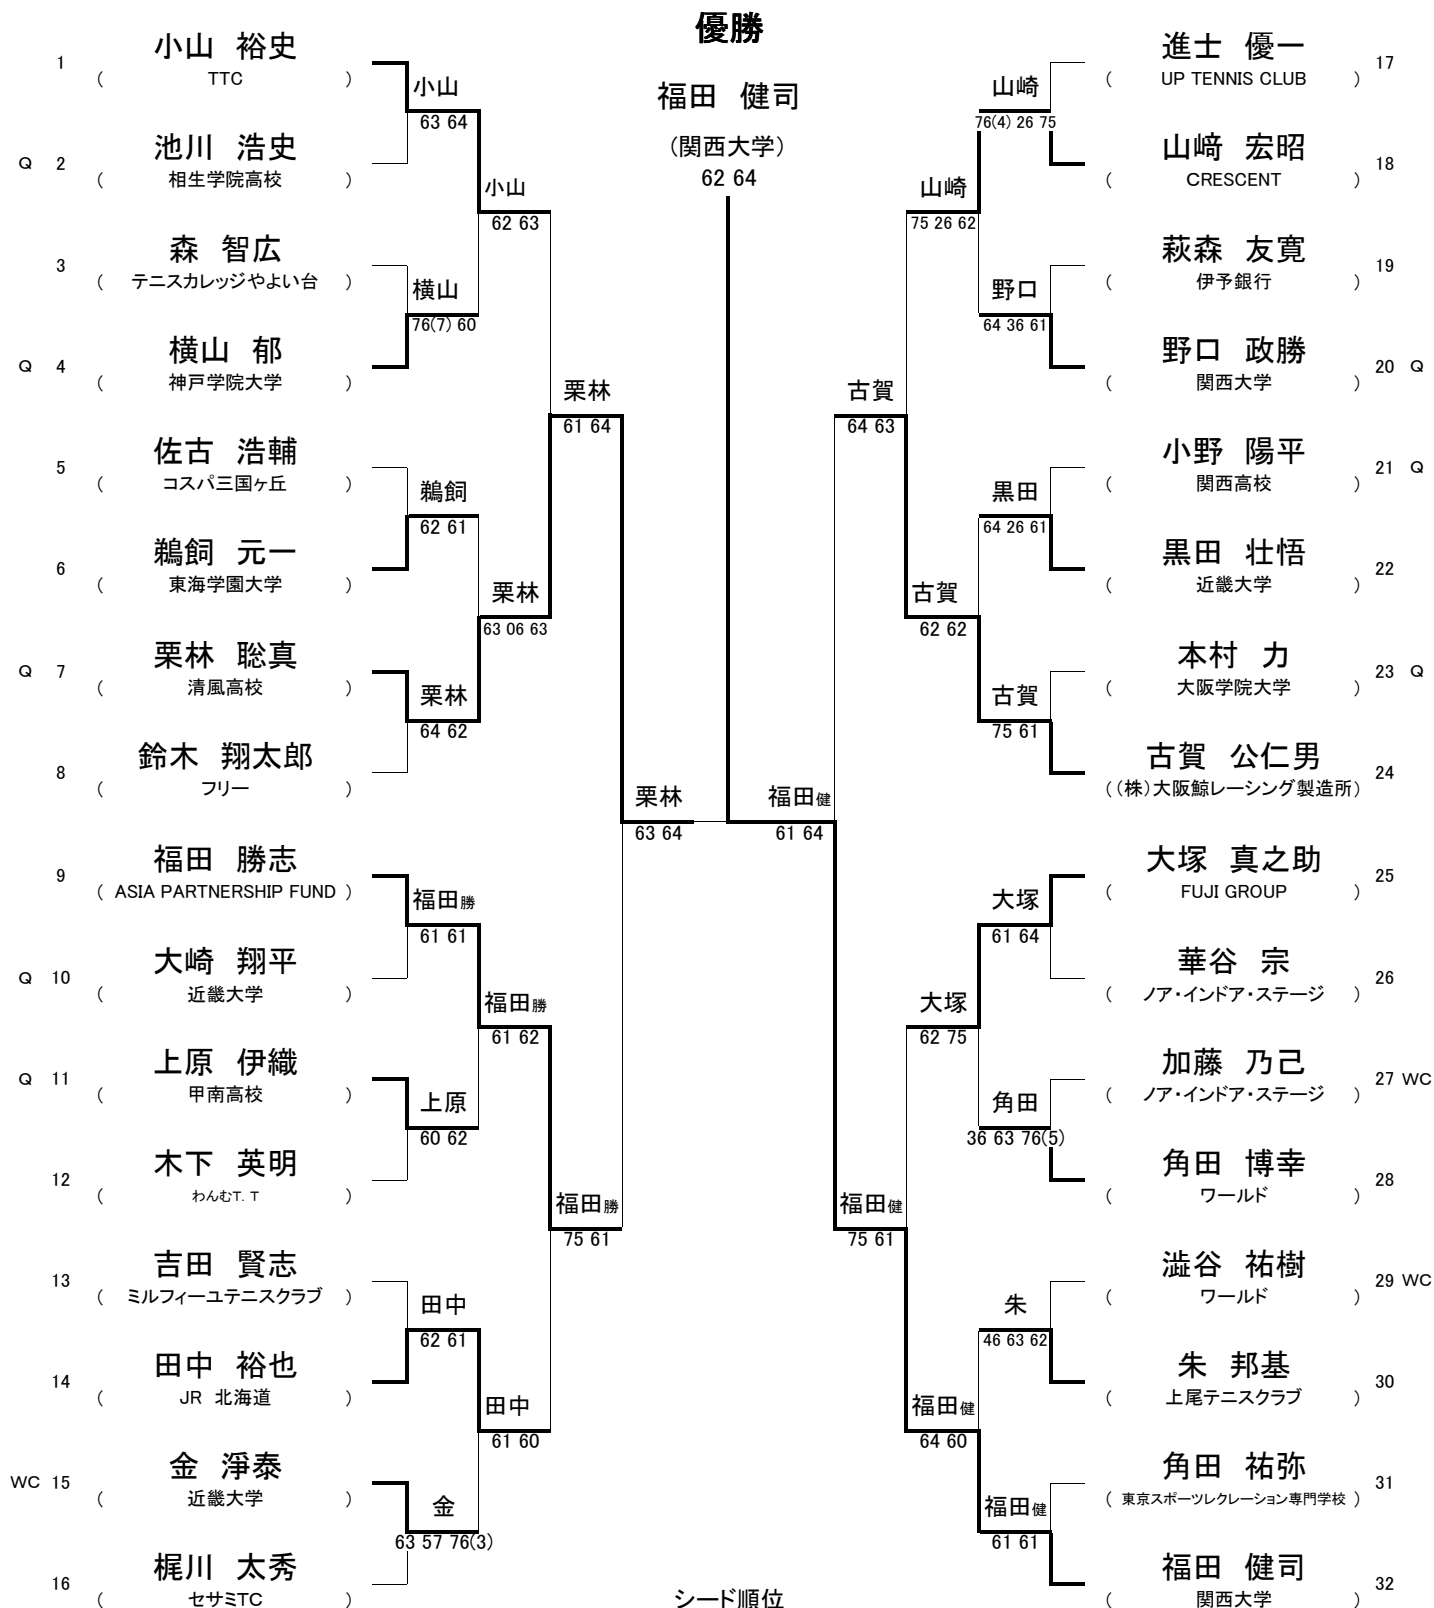 優勝
福田 健司
(関西大学)
62 64
1
小山 裕史
( TTC )
Q 2
池川 浩史
( 相生学院高校 )
3
森 智広
( テニスカレッジやよい台 )
Q 4
横山 郁
( 神戸学院大学 )
5
佐古 浩輔
( コスパ三国ヶ丘 )
6
鵜飼 元一
( 東海学園大学 )
Q 7
栗林 聡真
( 清風高校 )
8
鈴木 翔太郎
( フリー )
9
福田 勝志
( ASIA PARTNERSHIP FUND )
Q 10
大崎 翔平
( 近畿大学 )
Q 11
上原 伊織
( 甲南高校 )
12
木下 英明
( わんむT. T )
13
吉田 賢志
( ミルフィーユテニスクラブ )
14
田中 裕也
( JR 北海道 )
WC 15
金 淨泰
( 近畿大学 )
16
梶川 太秀
( セサミTC )
小山
63 64
横山
76(7) 60
鵜飼
62 61
栗林
64 62
福田勝
61 61
上原
60 62
田中
62 61
金
63 57 76(3)
小山
62 63
栗林
63 06 63
福田勝
61 62
田中
61 60
栗林
61 64
福田勝
75 61
栗林
63 64
福田健
61 64
古賀
64 63
福田健
75 61
山崎
75 26 62
古賀
62 62
大塚
62 75
福田健
64 60
山崎
76(4) 26 75
野口
64 36 61
黒田
64 26 61
古賀
75 61
大塚
61 64
角田
36 63 76(5)
朱
46 63 62
福田健
61 61
進士 優一
17
( UP TENNIS CLUB )
山﨑 宏昭
18
( CRESCENT )
萩森 友寛
19
( 伊予銀行 )
野口 政勝
20 Q
( 関西大学 )
小野 陽平
21 Q
( 関西高校 )
黒田 壮悟
22
( 近畿大学 )
本村 力
23 Q
( 大阪学院大学 )
古賀 公仁男
24
((株)大阪鯨レーシング製造所)
大塚 真之助
25
( FUJI GROUP )
華谷 宗
26
( ノア・インドア・ステージ )
加藤 乃己
27 WC
( ノア・インドア・ステージ )
角田 博幸
28
( ワールド )
澁谷 祐樹
29 WC
( ワールド )
朱 邦基
30
( 上尾テニスクラブ )
角田 祐弥
31
( 東京スポーツレクレーション専門学校 )
福田 健司
32
( 関西大学 )
シード順位